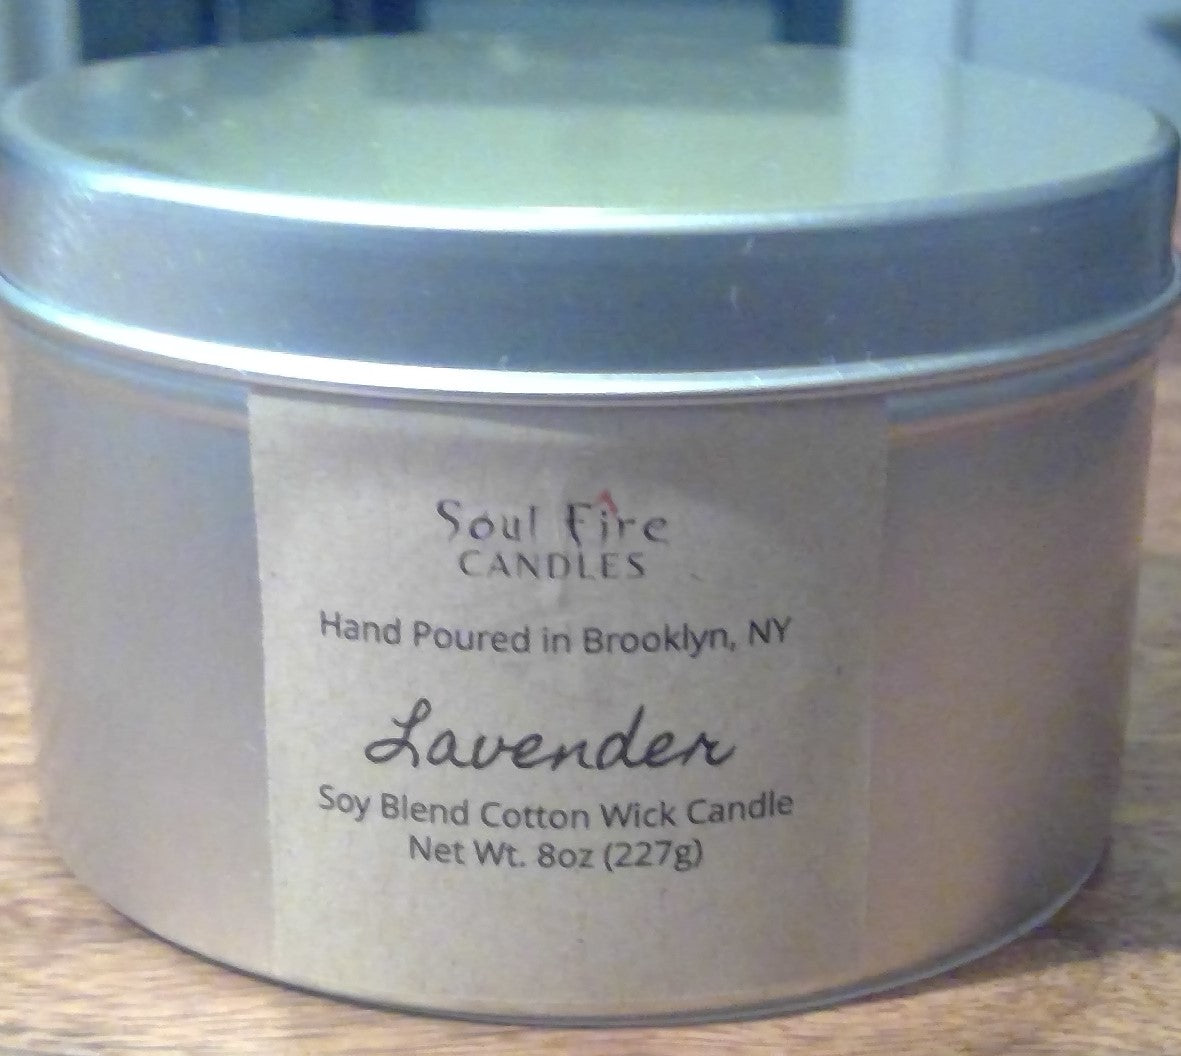 Soul Fire
CANDLES
Hand Poured in Brooklyn, NY
Lavender
Soy Blend Cotton Wick Candle
Net Wt. 8oz (227g)